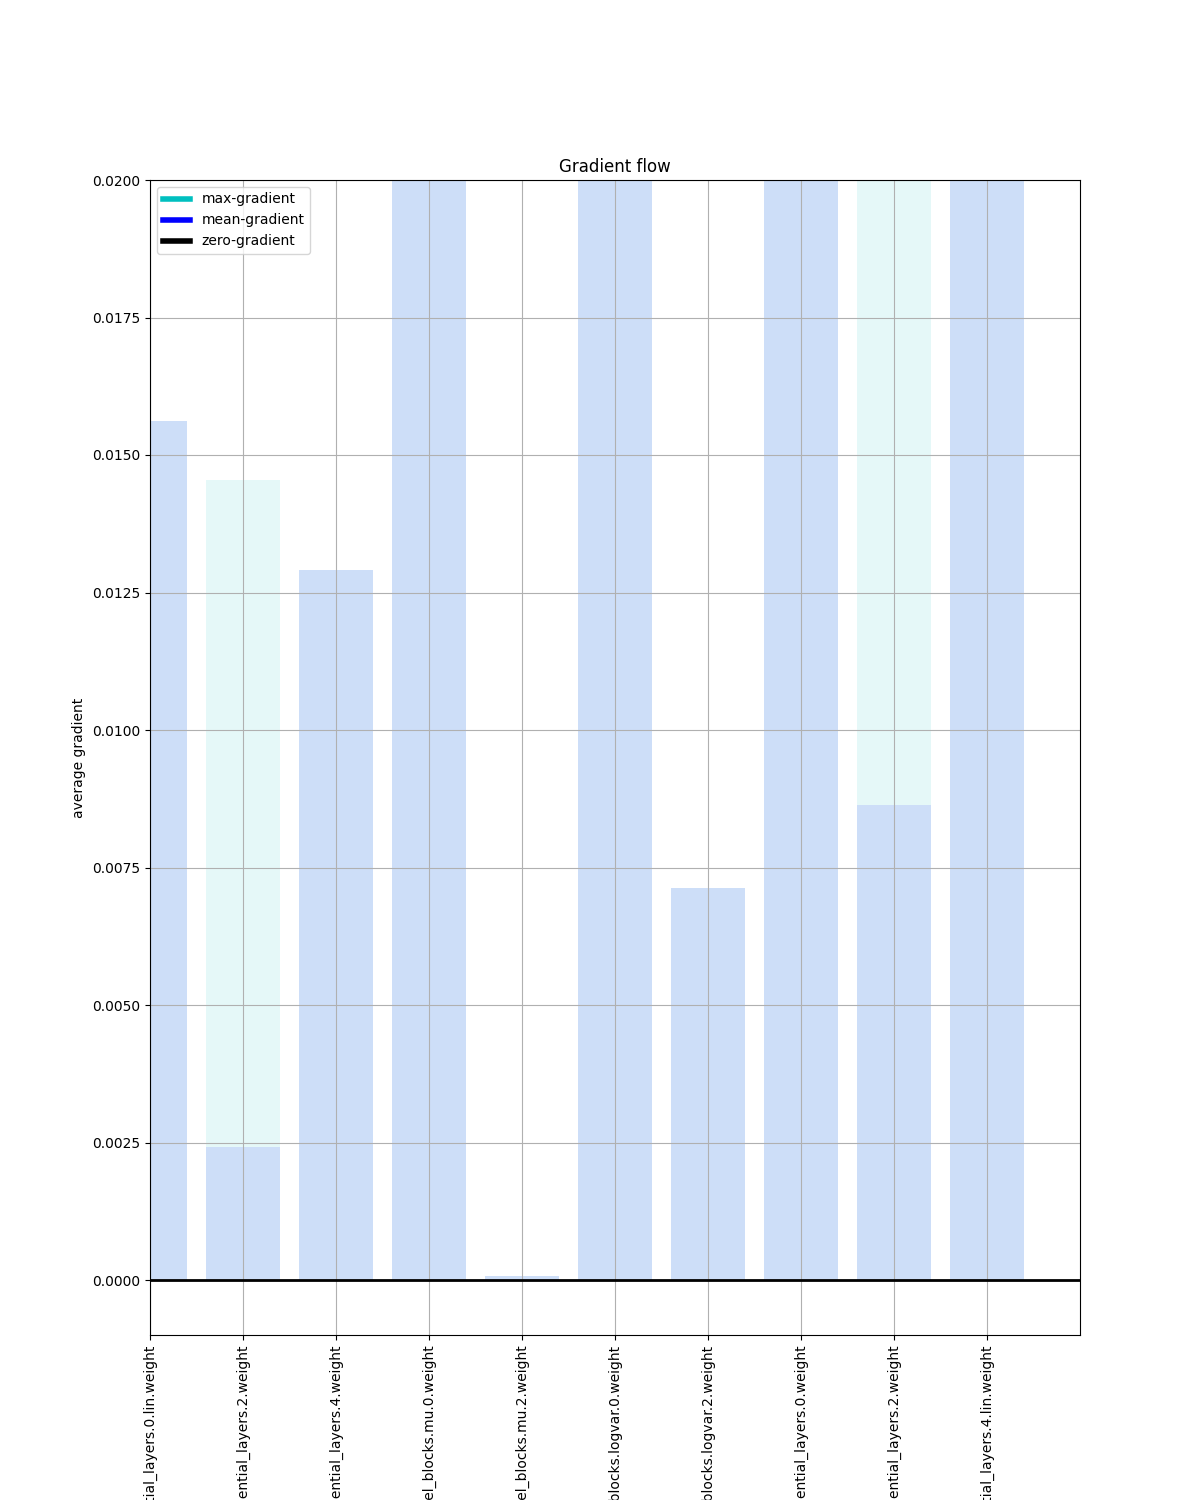 Gradient flow
max-gradient
mean-gradient
zero-gradient
0.0200
0.0175
0.0150
0.0125
0.0100
0.0075
0.0050
0.0025
0.0000
average gradient
tial_layers.0.lin.weight
ential_layers.2.weight
ential_layers.4.weight
el_blocks.mu.0.weight
el_blocks.mu.2.weight
blocks.logvar.0.weight
blocks.logvar.2.weight
ential_layers.0.weight
ential_layers.2.weight
tial_layers.4.lin.weight